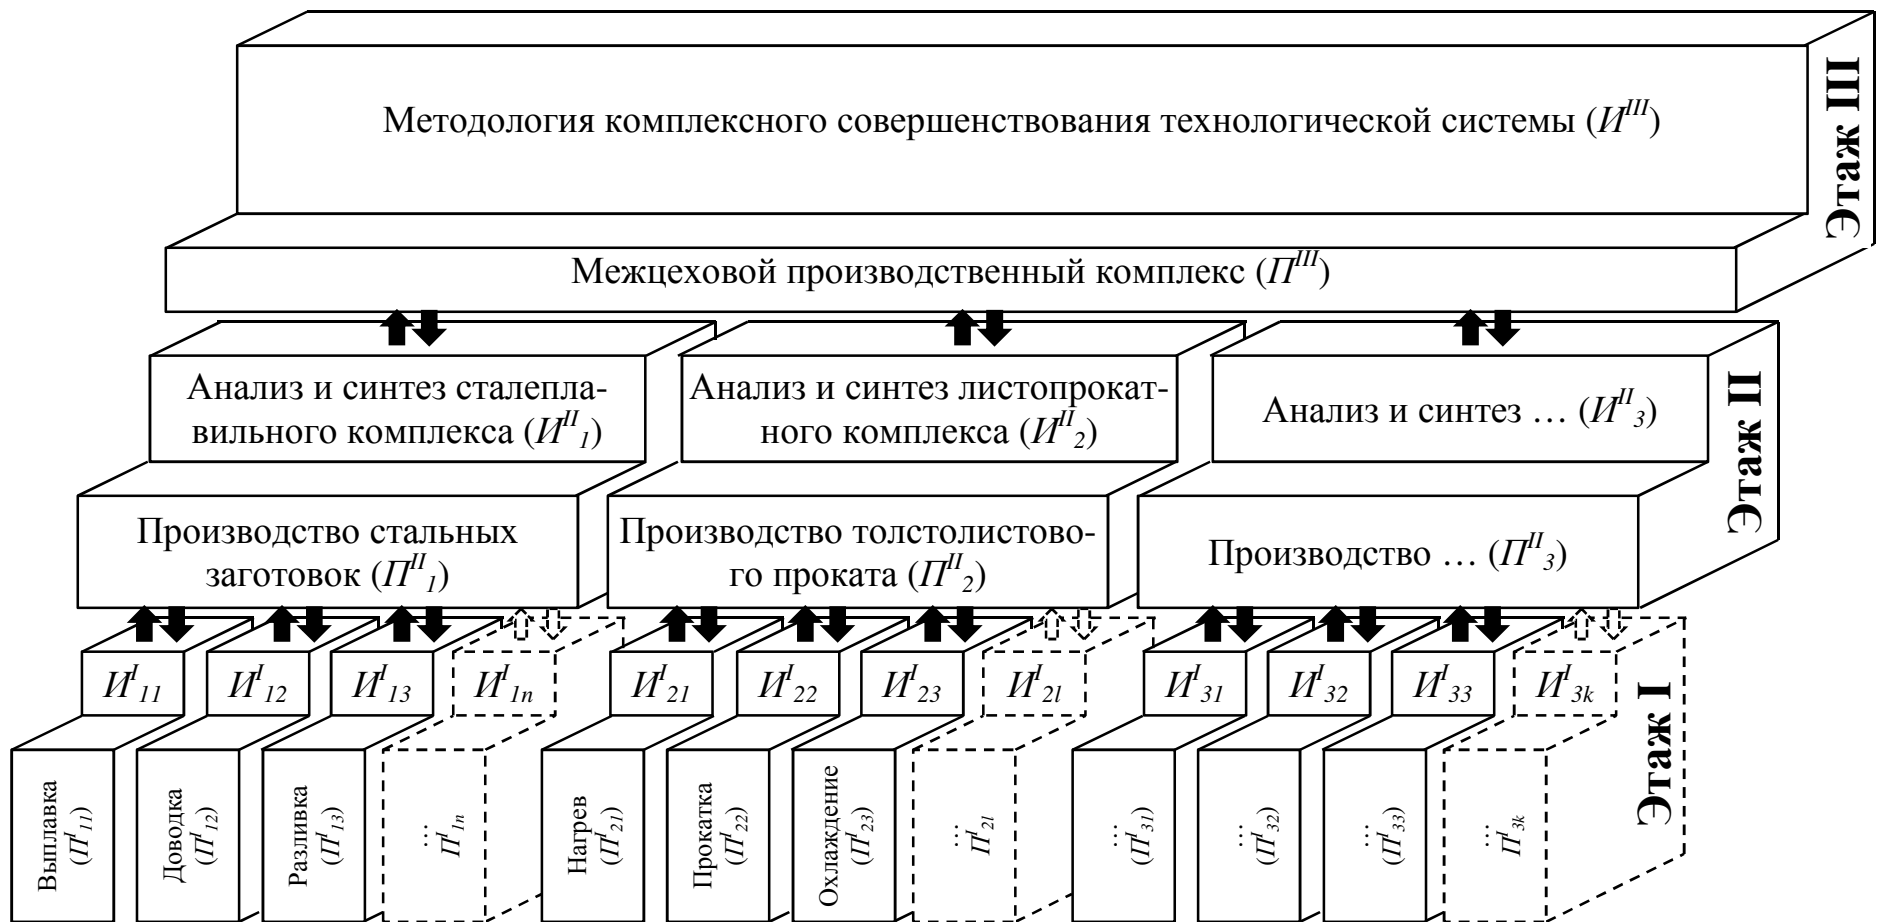 Методология комплексного совершенствования технологической системы (И^III)
Этаж III
Межцеховой производственный комплекс (П^III)
Анализ и синтез сталепла-
вильного комплекса (И^II_1)
Анализ и синтез листопрокат-
ного комплекса (И^II_2)
Анализ и синтез … (И^II_3)
Этаж II
Производство стальных
заготовок (П^II_1)
Производство толстолистово-
го проката (П^II_2)
Производство … (П^II_3)
И^I_11
И^I_12
И^I_13
И^I_1n
И^I_21
И^I_22
И^I_23
И^I_2l
И^I_31
И^I_32
И^I_33
И^I_3k
Этаж I
Выплавка
(П^I_11)
Доводка
(П^I_12)
Разливка
(П^I_13)
…
П^I_1n
Нагрев
(П^I_21)
Прокатка
(П^I_22)
Охлаждение
(П^I_23)
…
П^I_2l
…
(П^I_31)
…
(П^I_32)
…
(П^I_33)
…
П^I_3k